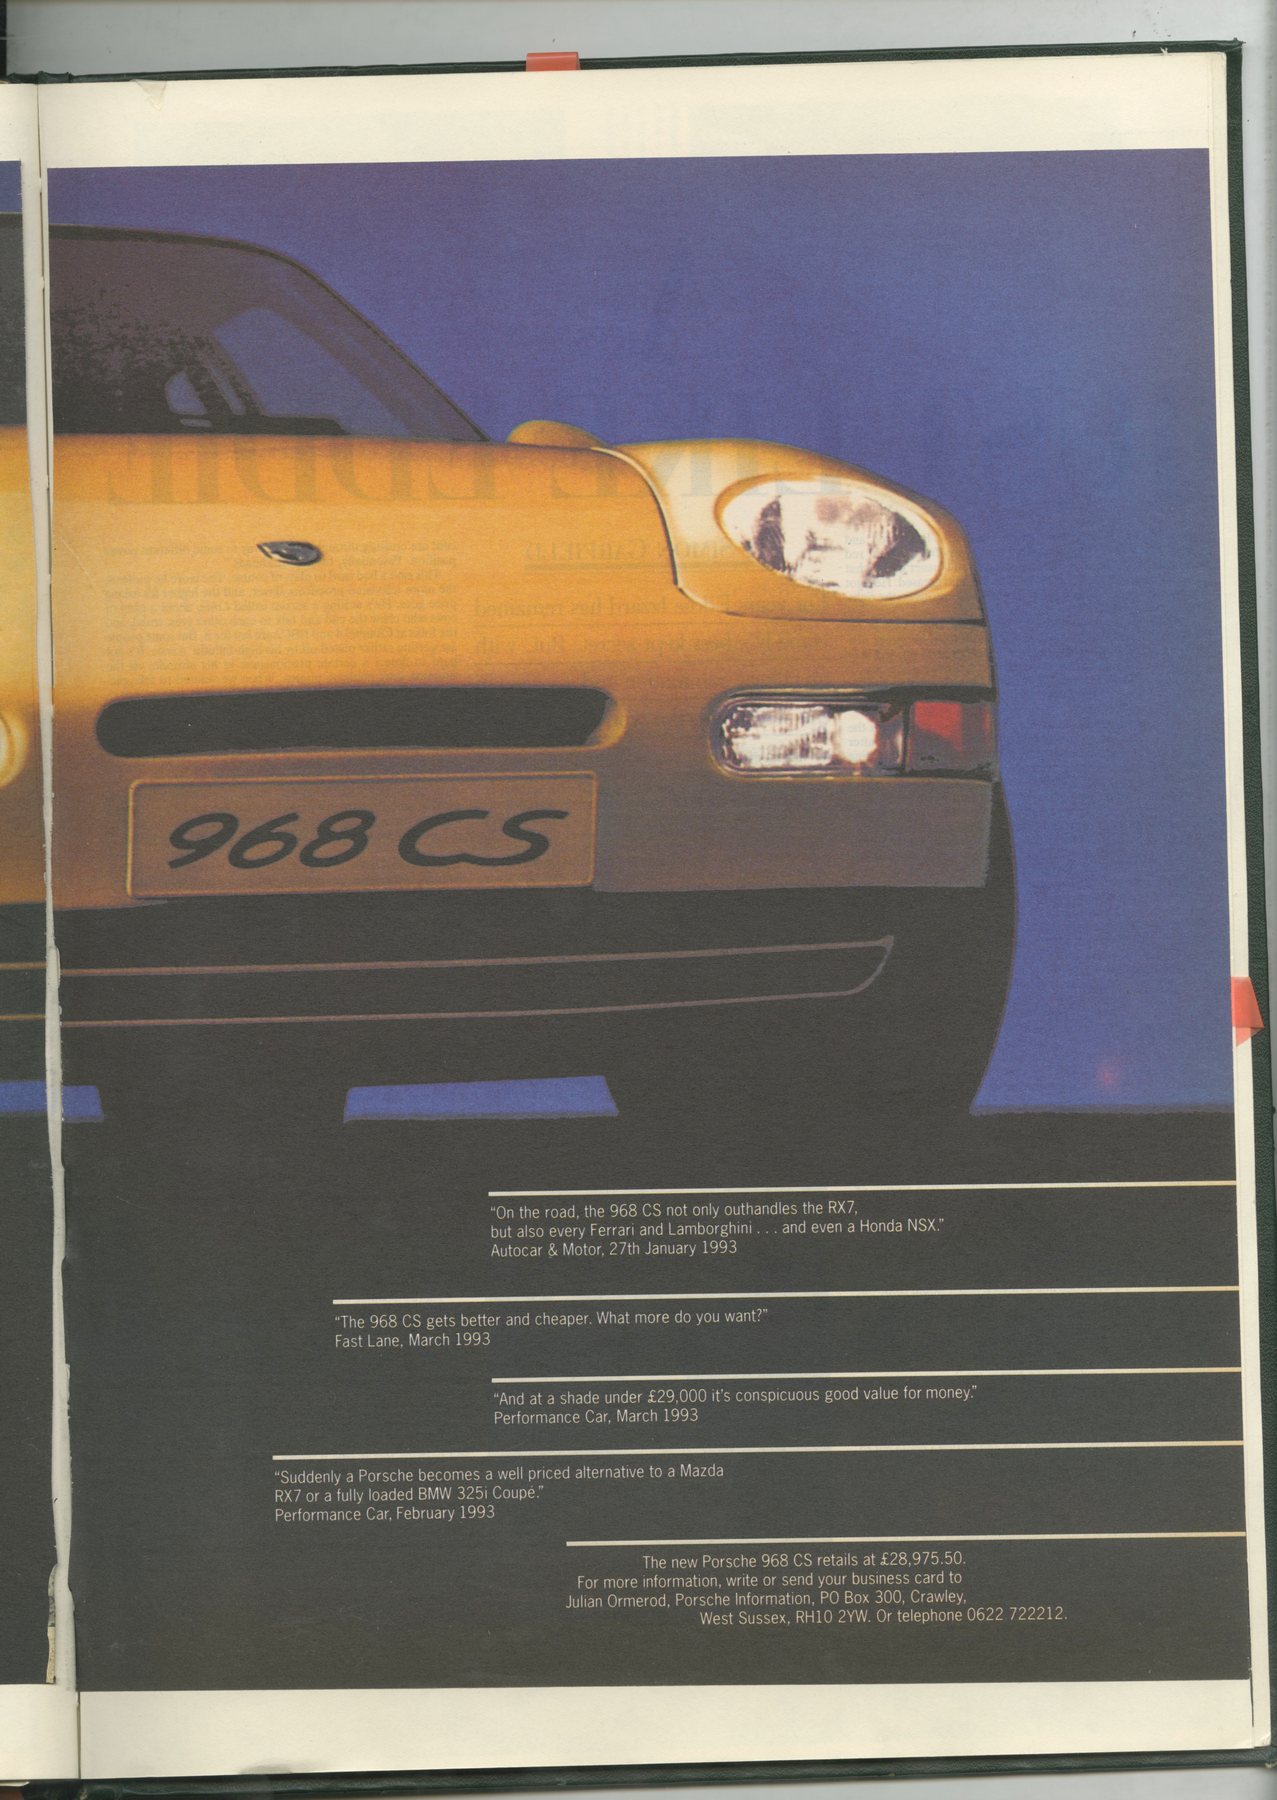 968 CS
“On the road, the 968 CS not only outhandles the RX7,
but also every Ferrari and Lamborghini . . . and even a Honda NSX.”
Autocar & Motor, 27th January 1993
“The 968 CS gets better and cheaper. What more do you want?”
Fast Lane, March 1993
“And at a shade under £29,000 it’s conspicuous good value for money.”
Performance Car, March 1993
“Suddenly a Porsche becomes a well priced alternative to a Mazda
RX7 or a fully loaded BMW 325i Coupé.”
Performance Car, February 1993
The new Porsche 968 CS retails at £28,975.50.
For more information, write or send your business card to
Julian Ormerod, Porsche Information, PO Box 300, Crawley,
West Sussex, RH10 2YW. Or telephone 0622 722212.